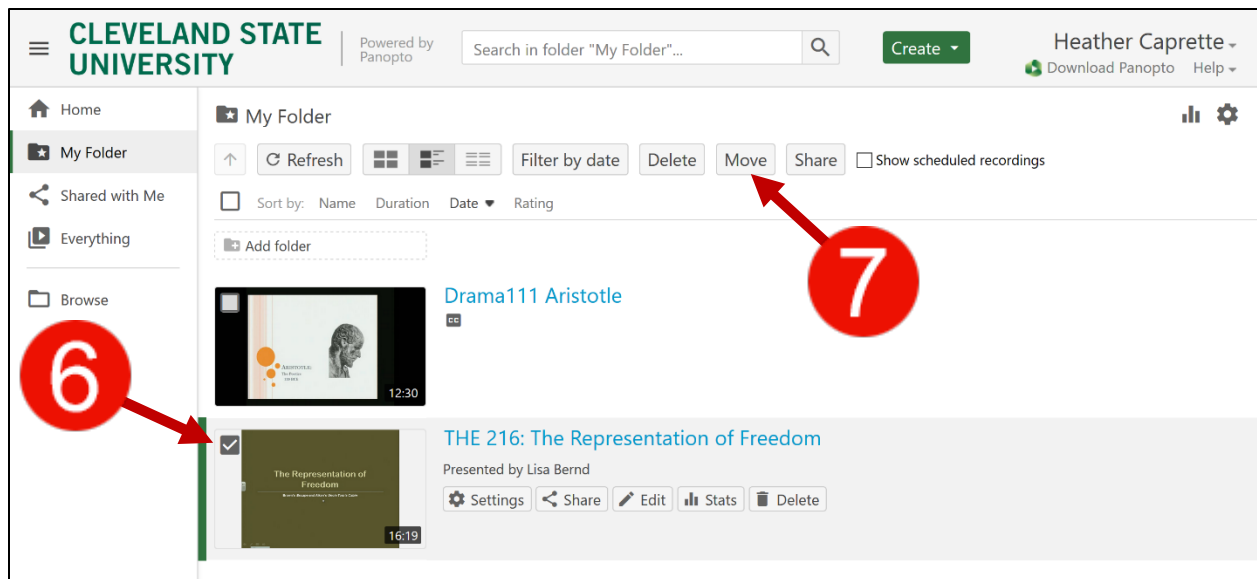 CLEVELAND STATE
UNIVERSITY
Powered by
Panopto
Search in folder "My Folder"...
Create
Heather Caprette
Download Panopto Help
Home
My Folder
Shared with Me
Everything
Browse
My Folder
Refresh Filter by date Delete Move Share Show scheduled recordings
Sort by: Name Duration Date Rating
Add folder
7
Drama111 Aristotle
CC
ARISTOTLE:
The Poetics
12:30
6
THE 216: The Representation of Freedom
Presented by Lisa Bernd
Settings Share Edit Stats Delete
The Representation of
Freedom
16:19